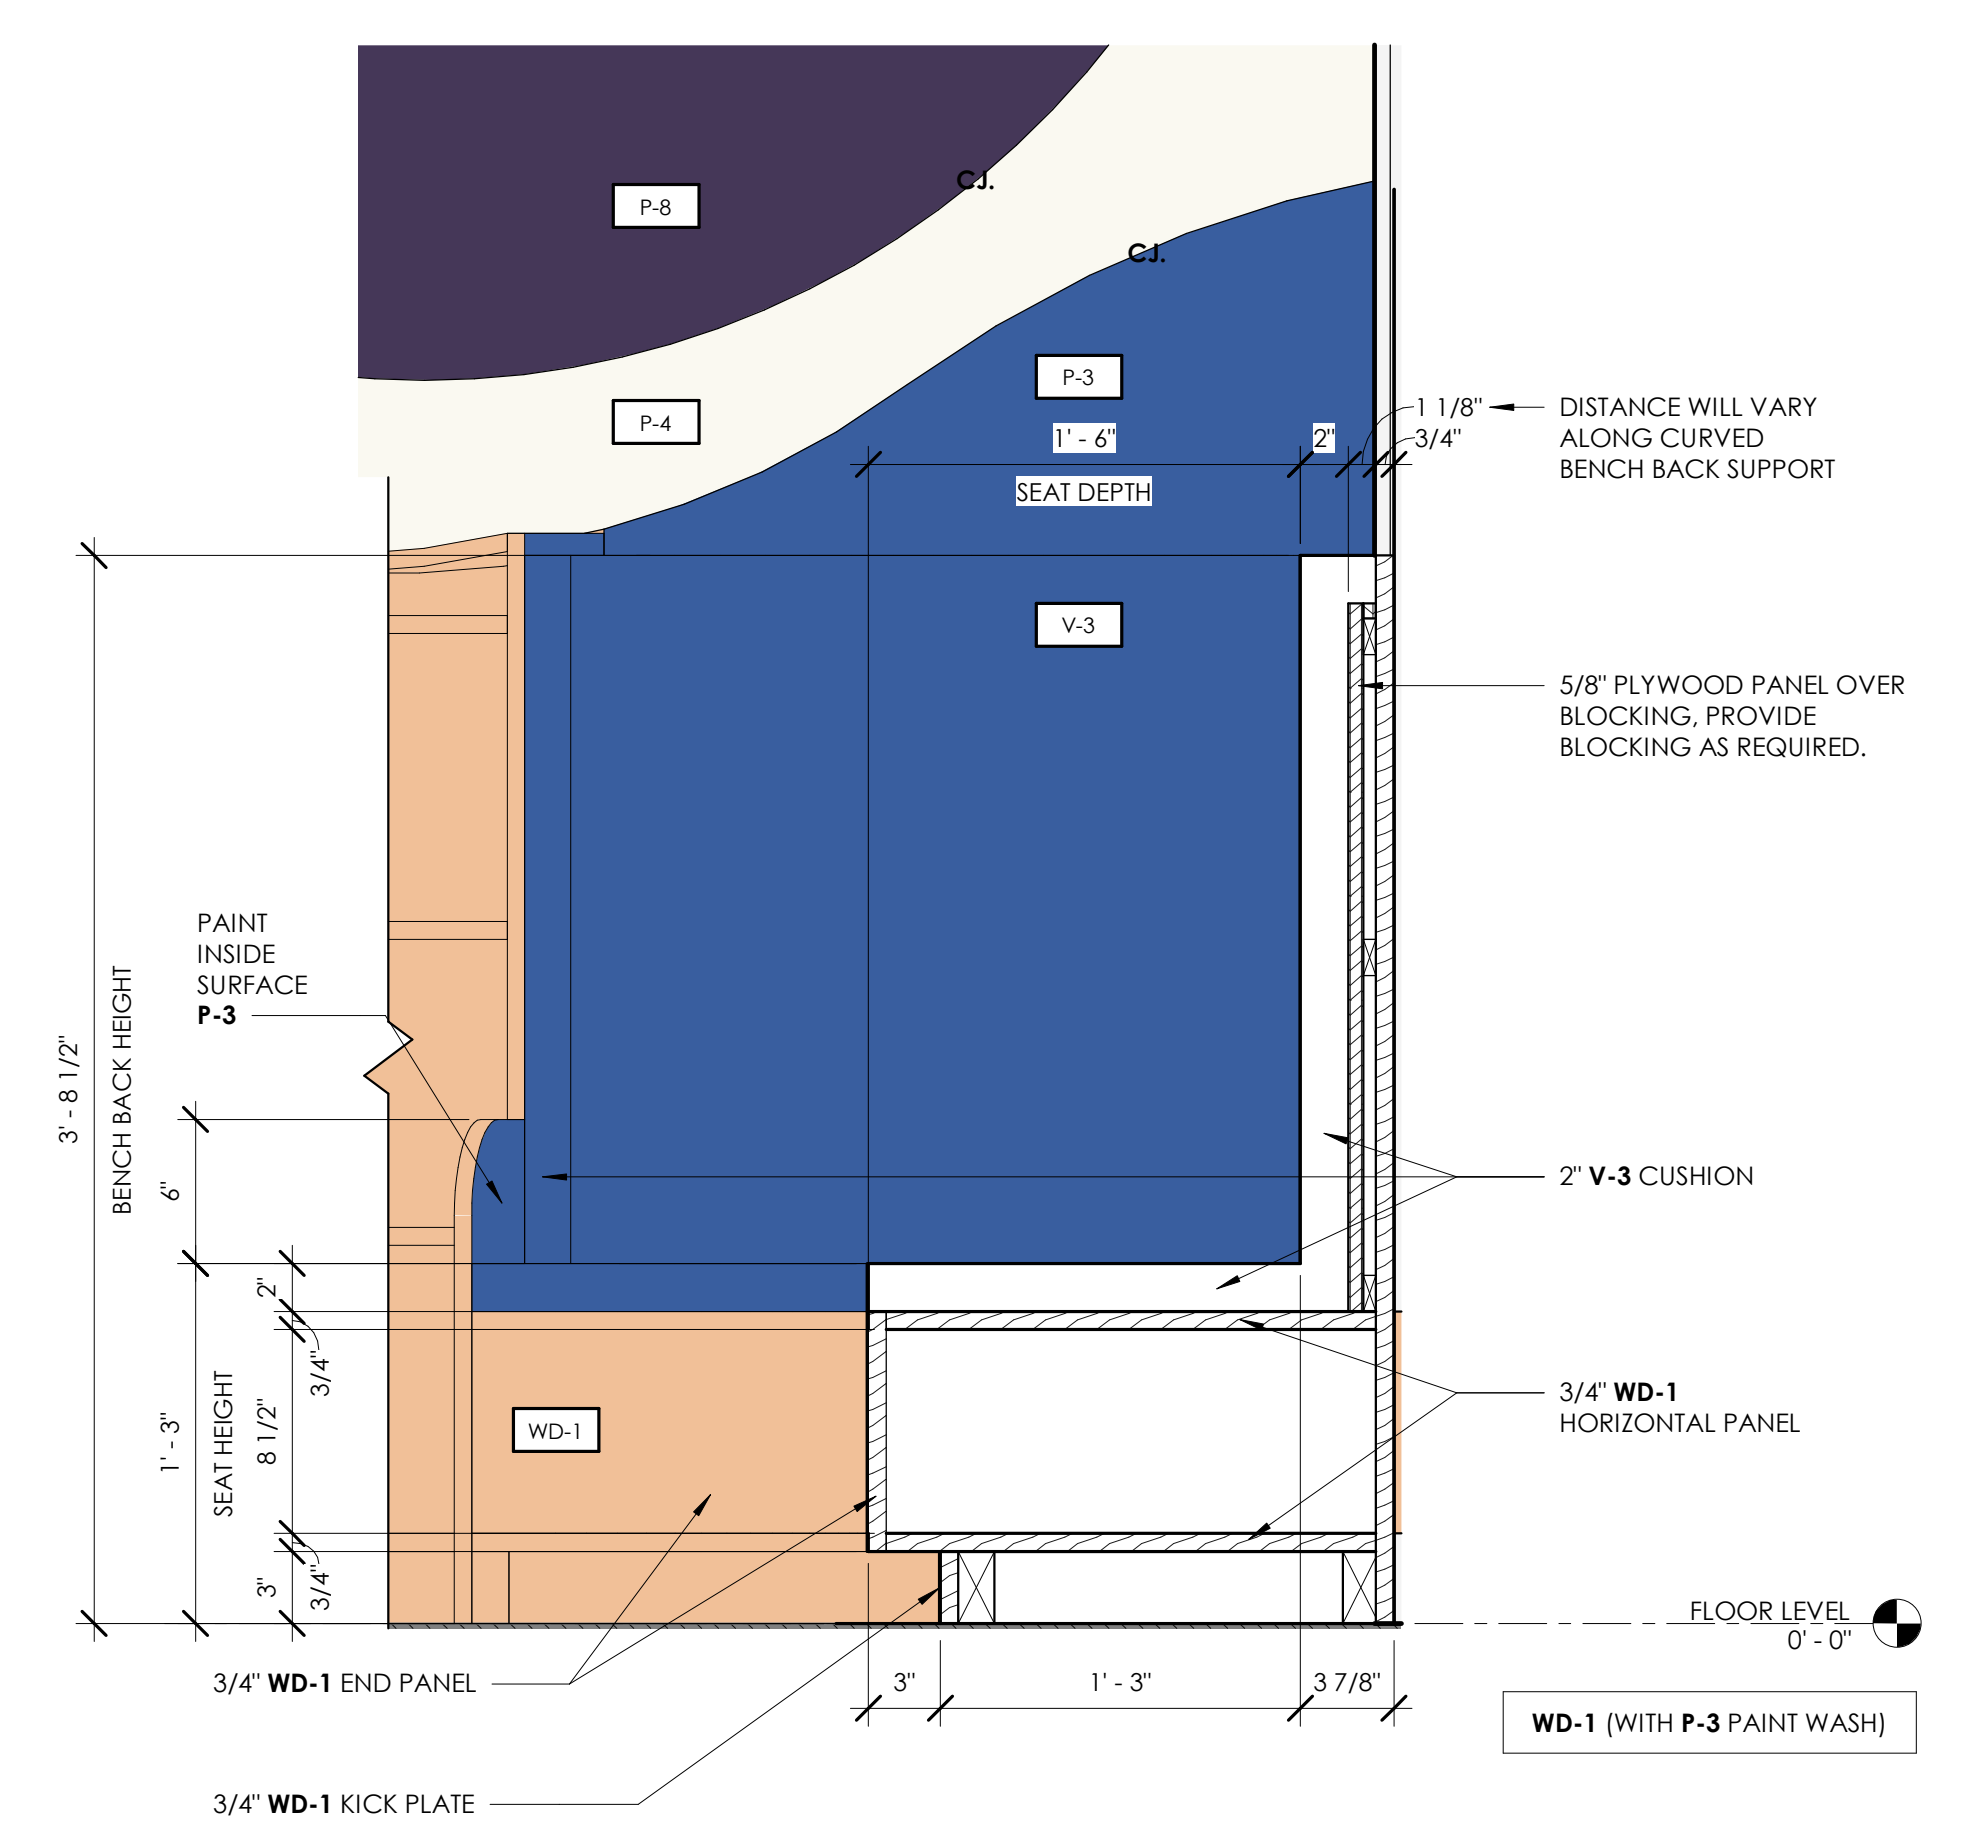 P-8
CJ.
CJ.
P-3
P-4
1 1/8"
3/4"
DISTANCE WILL VARY
ALONG CURVED
BENCH BACK SUPPORT
1' - 6"
2"
SEAT DEPTH
V-3
5/8" PLYWOOD PANEL OVER
BLOCKING, PROVIDE
BLOCKING AS REQUIRED.
PAINT
INSIDE
SURFACE
P-3
3' - 8 1/2"
BENCH BACK HEIGHT
6"
2" V-3 CUSHION
2"
3/4"
1' - 3"
SEAT HEIGHT
8 1/2"
3/4"
3"
WD-1
3/4" WD-1
HORIZONTAL PANEL
FLOOR LEVEL
0' - 0"
3/4" WD-1 END PANEL
3"
1' - 3"
3 7/8"
WD-1 (WITH P-3 PAINT WASH)
3/4" WD-1 KICK PLATE